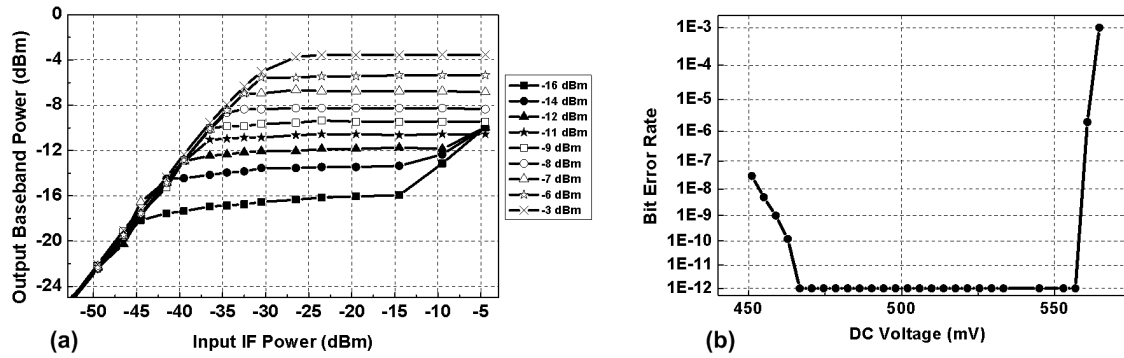 0
-4
-8
-12
-16
-20
-24
Output Baseband Power (dBm)
-50 -45 -40 -35 -30 -25 -20 -15 -10 -5
Input IF Power (dBm)
(a)
-16 dBm
-14 dBm
-12 dBm
-11 dBm
-9 dBm
-8 dBm
-7 dBm
-6 dBm
-3 dBm
1E-3
1E-4
1E-5
1E-6
1E-7
1E-8
1E-9
1E-10
1E-11
1E-12
Bit Error Rate
450 500 550
DC Voltage (mV)
(b)